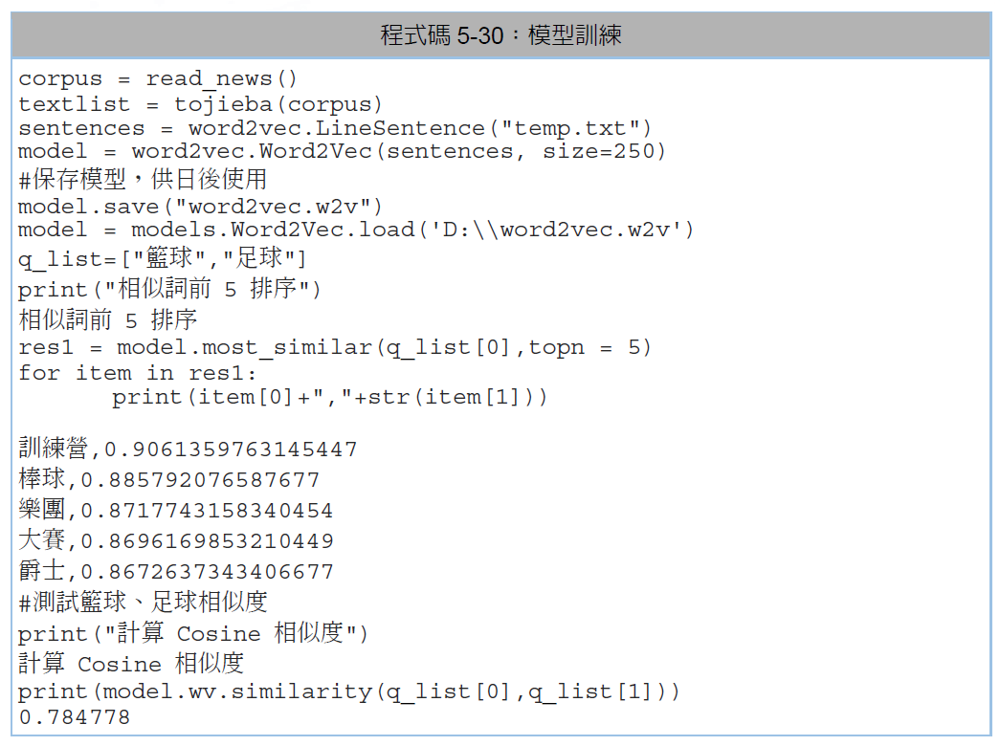 程式碼 5-30：模型訓練
corpus = read_news()
textlist = tojieba(corpus)
sentences = word2vec.LineSentence("temp.txt")
model = word2vec.Word2Vec(sentences, size=250)
#保存模型，供日後使用
model.save("word2vec.w2v")
model = models.Word2Vec.load('D:\\word2vec.w2v')
q_list=["籃球","足球"]
print("相似詞前 5 排序")
相似詞前 5 排序
res1 = model.most_similar(q_list[0],topn = 5)
for item in res1:
       print(item[0]+","+str(item[1]))
訓練營,0.9061359763145447
棒球,0.885792076587677
樂團,0.8717743158340454
大賽,0.8696169853210449
爵士,0.8672637343406677
#測試籃球、足球相似度
print("計算 Cosine 相似度")
計算 Cosine 相似度
print(model.wv.similarity(q_list[0],q_list[1]))
0.784778